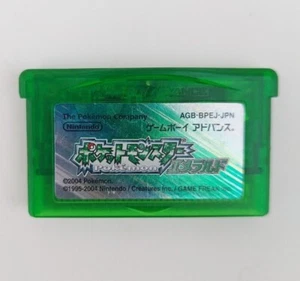 The Pokémon Company AGB-BPEJ-JPN
Nintendo ゲームボーイ アドバンス®
ポケットモンスター
POKéMON エメラルド
©2004 Pokémon.
©1995-2004 Nintendo / Creatures inc. / GAME FREAK inc.